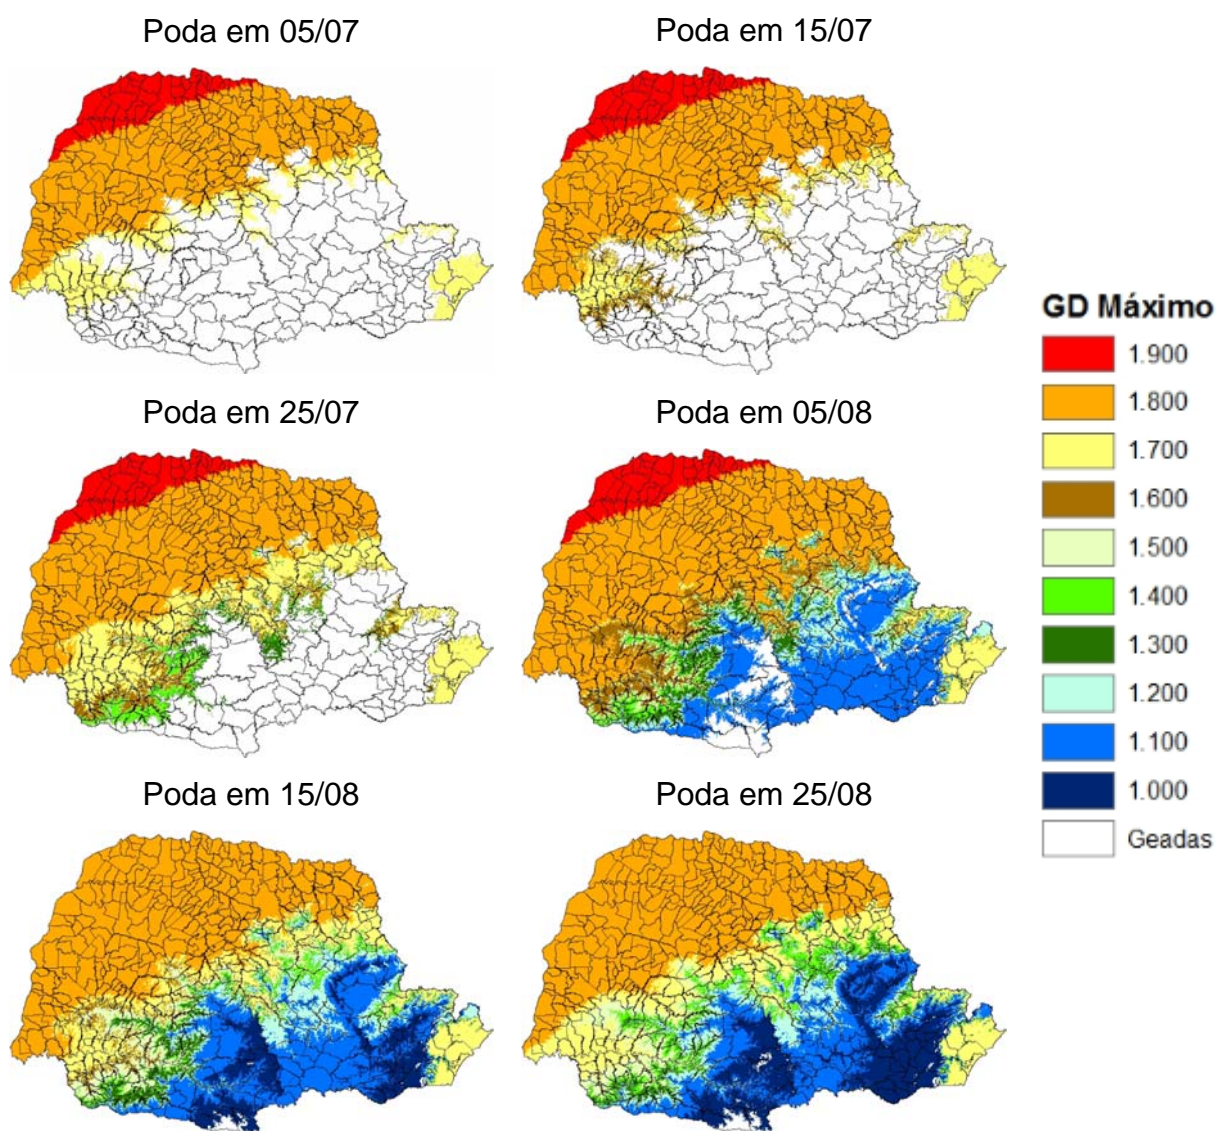 Poda em 05/07
Poda em 15/07
Poda em 25/07
Poda em 05/08
Poda em 15/08
Poda em 25/08
GD Máximo
1.900
1.800
1.700
1.600
1.500
1.400
1.300
1.200
1.100
1.000
Geadas